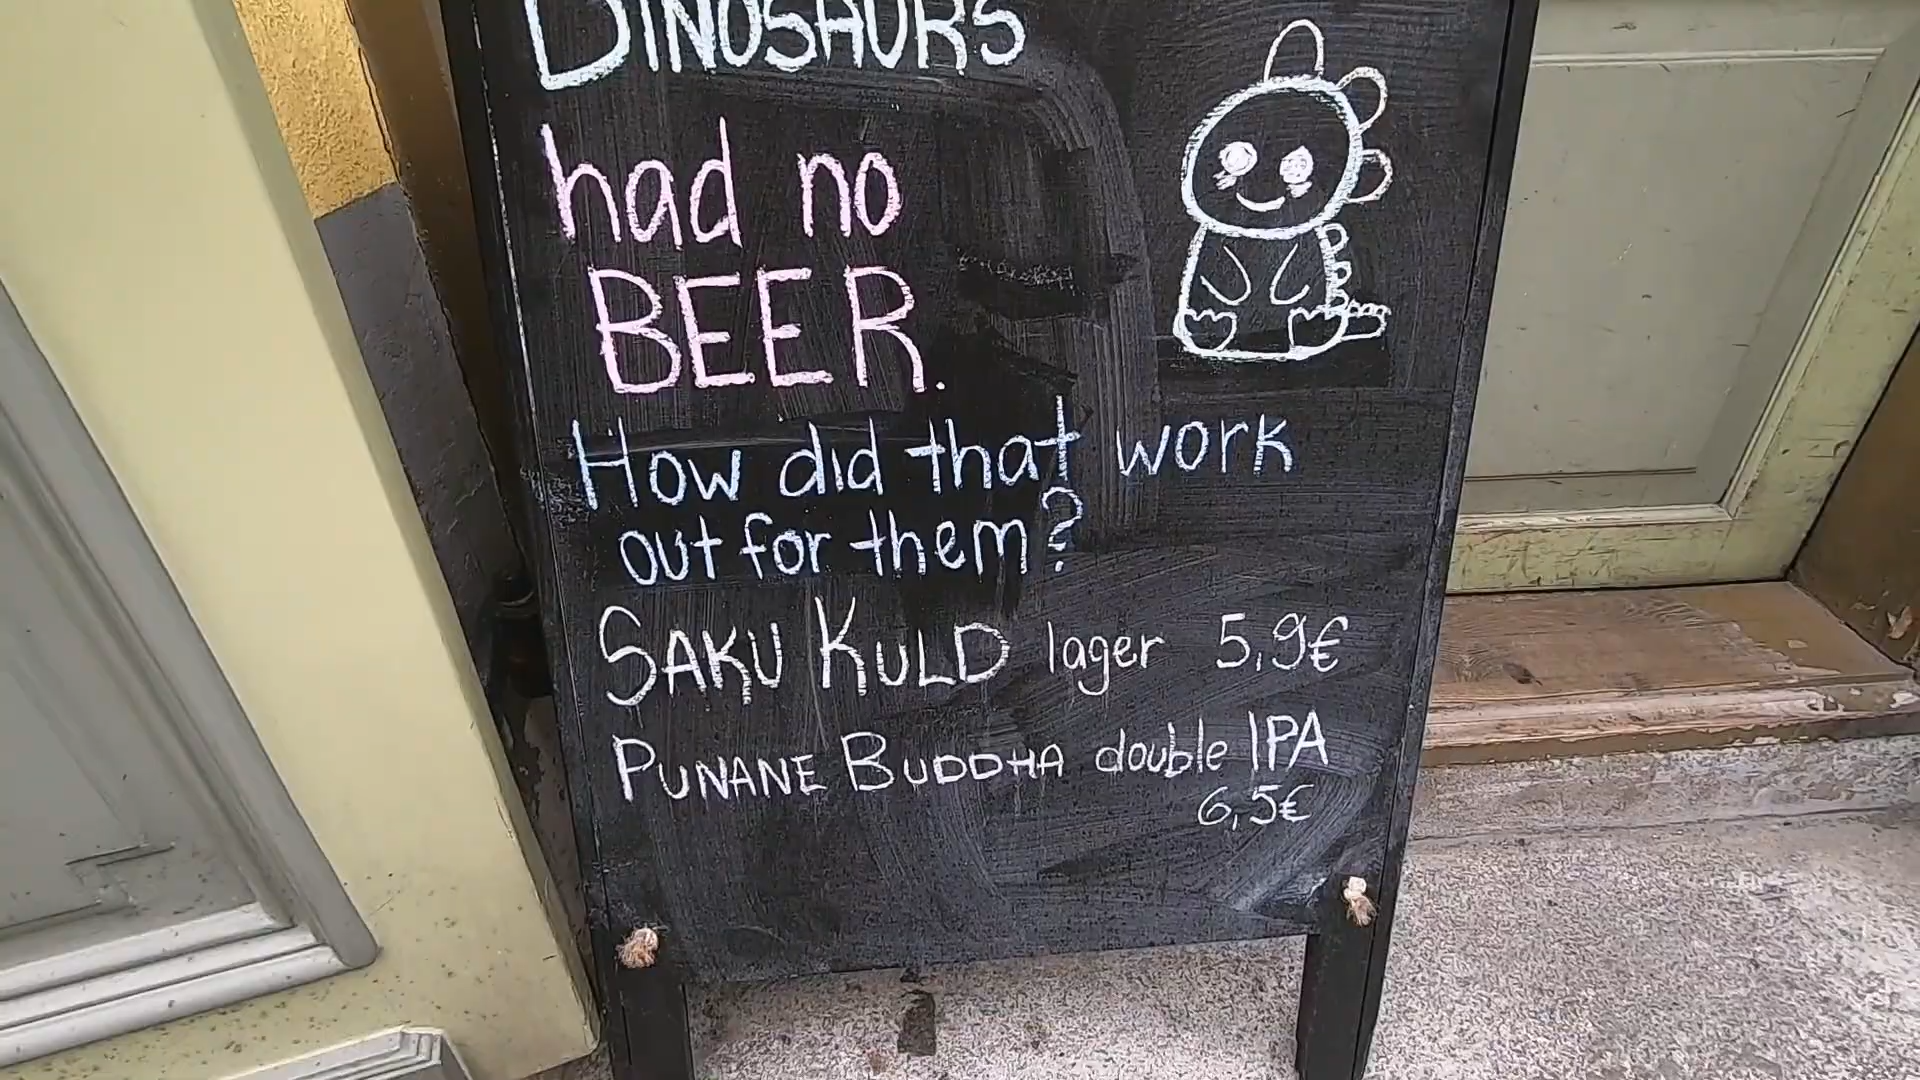 DINOSAURS
had no
BEER.
How did that work
out for them?
SAKU KULD lager 5,9€
PUNANE BUDDHA double IPA
6,5€